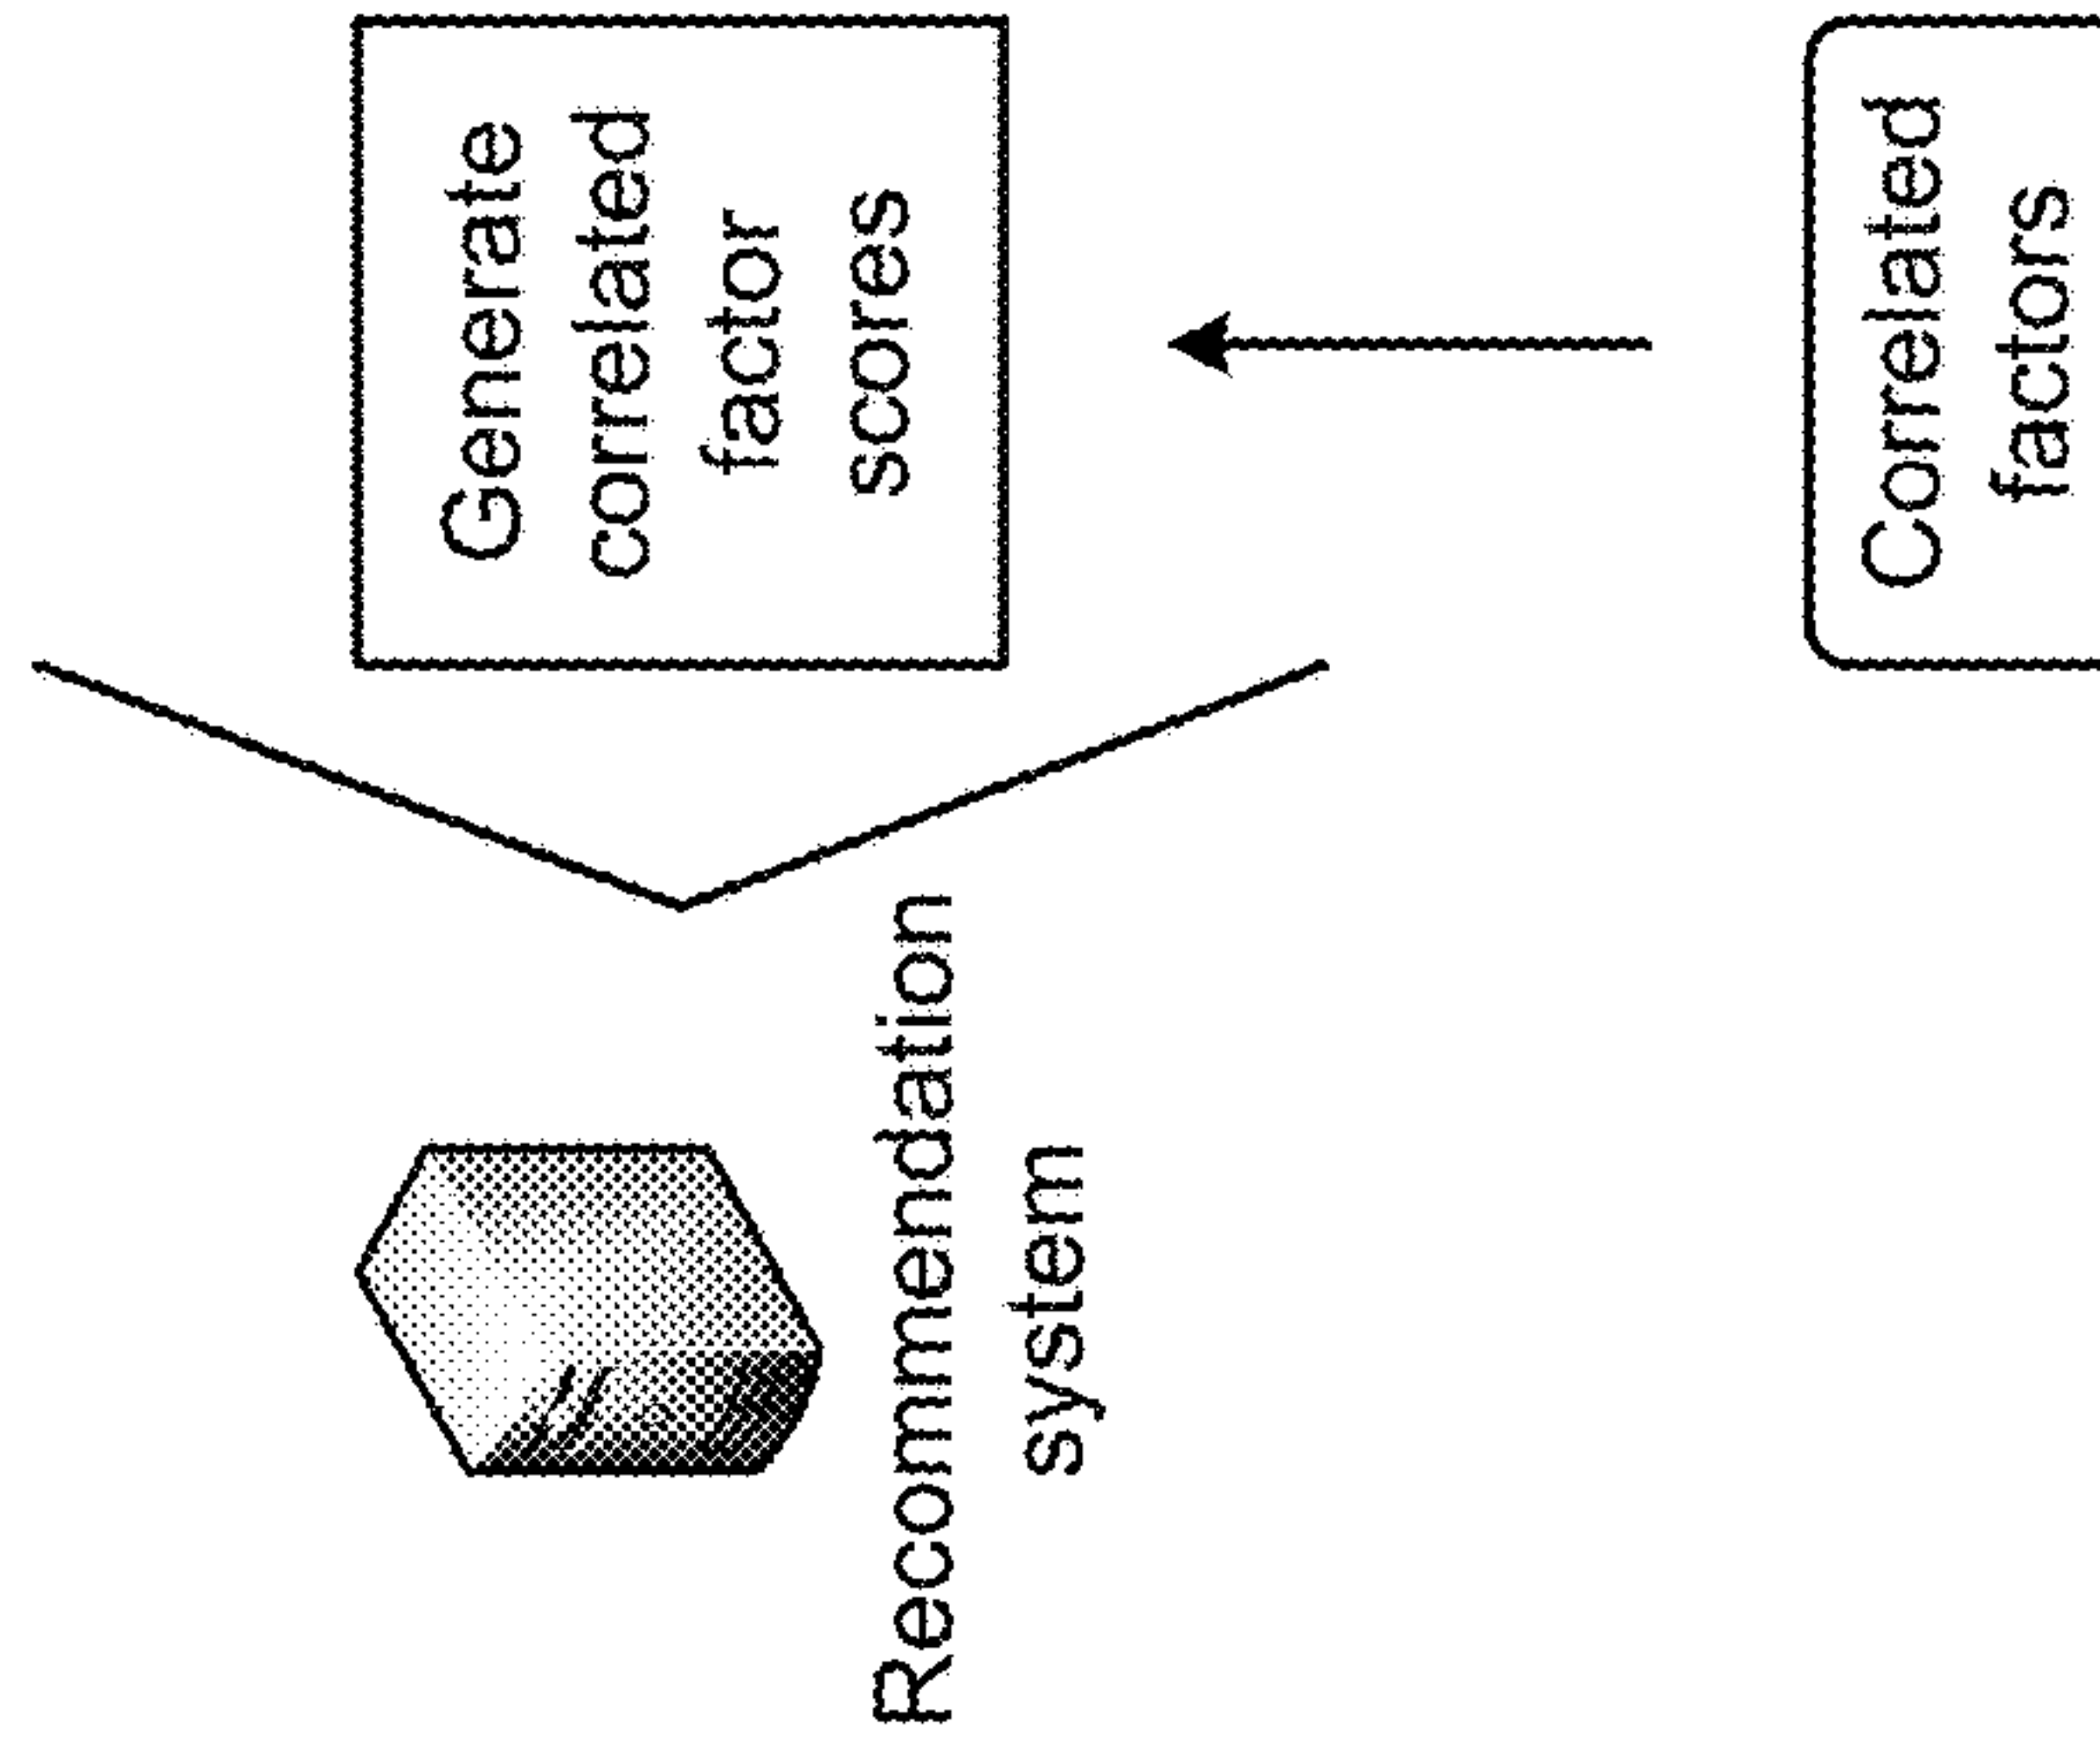 Recommendation
system
Generate
correlated
factor
scores
Correlated
factors